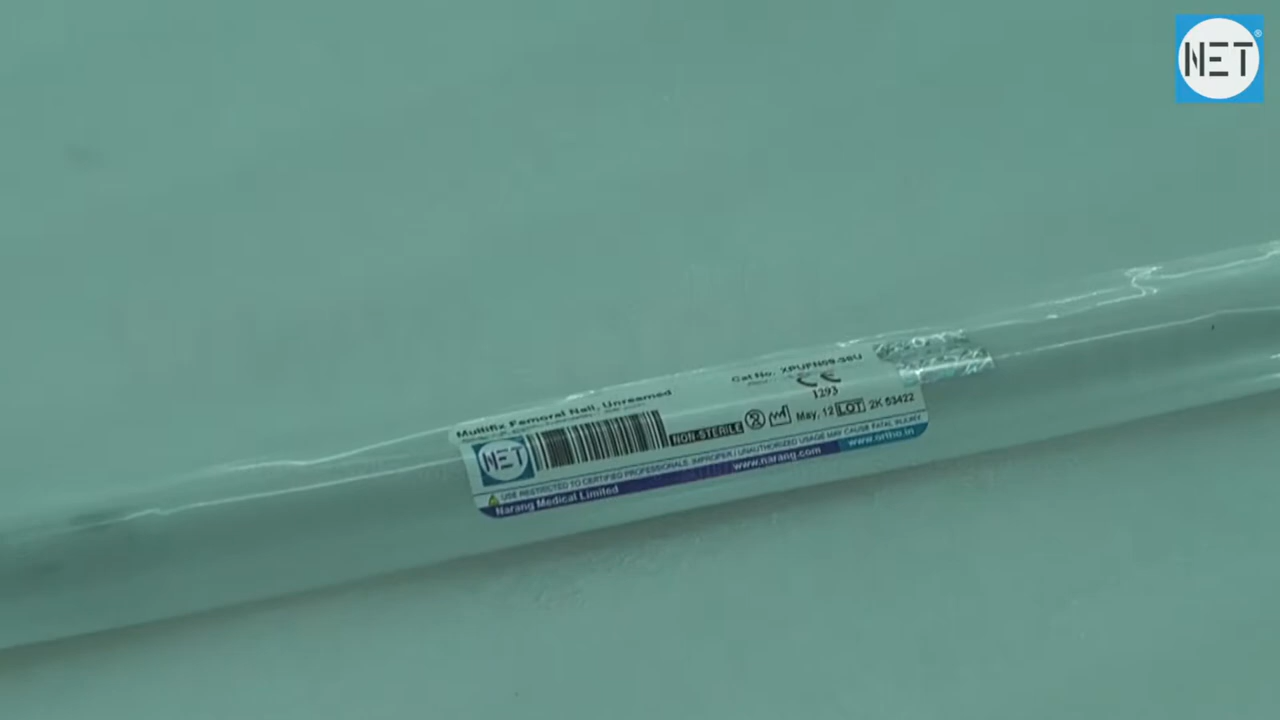 NET®
Multifix Femoral Nail, Unreamed
Cat No. XPUFN09-36U
CE
1293
NET
NON-STERILE
May, 12 LOT 2K 53422
USE RESTRICTED TO CERTIFIED PROFESSIONALS, IMPROPER / UNAUTHORIZED USAGE MAY CAUSE FATAL INJURY
Narang Medical Limited
www.narang.com
www.ortho.in